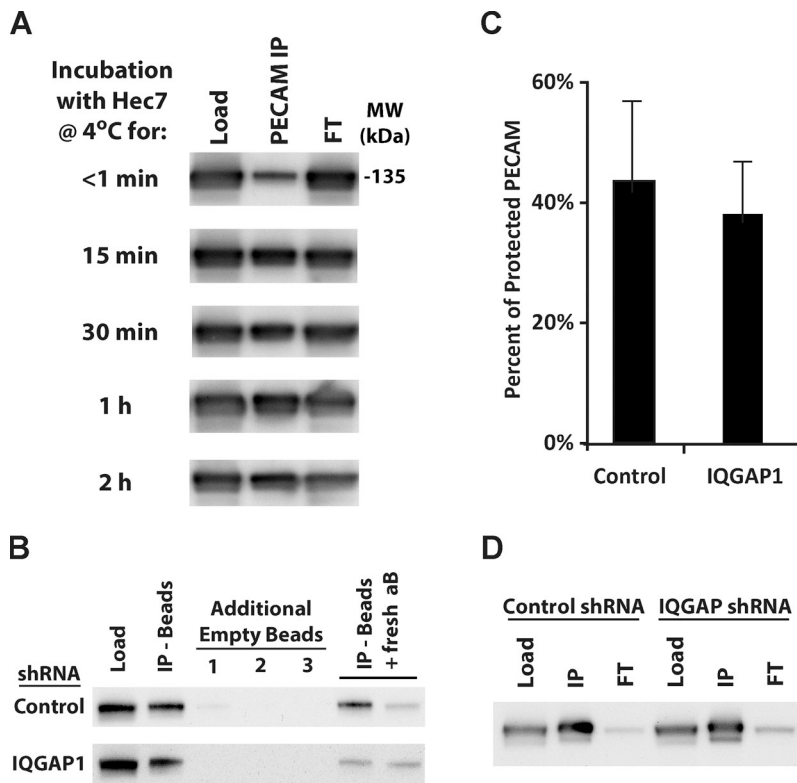 A
Incubation
with Hec7
@ 4°C for:
Load
PECAM IP
FT
MW
(kDa)
<1 min
-135
15 min
30 min
1 h
2 h
C
60%
40%
20%
0%
Percent of Protected PECAM
Control
IQGAP1
B
Load
IP - Beads
Additional
Empty Beads
1
2
3
IP - Beads
+ fresh aB
shRNA
Control
IQGAP1
D
Control shRNA
IQGAP shRNA
Load
IP
FT
Load
IP
FT